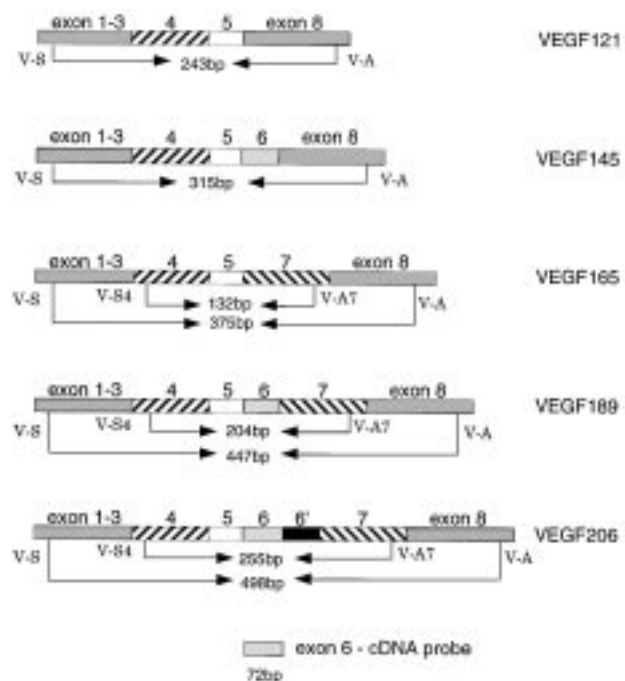 exon 1-3 4 5 exon 8 VEGF121
V-S 243bp V-A
exon 1-3 4 5 6 exon 8 VEGF145
V-S 315bp V-A
exon 1-3 4 5 7 exon 8 VEGF165
V-S V-S4 132bp V-A7 V-A
375bp
exon 1-3 4 5 6 7 exon 8 VEGF189
V-S V-S4 204bp V-A7 V-A
447bp
exon 1-3 4 5 6 6' 7 exon 8 VEGF206
V-S V-S4 255bp V-A7 V-A
498bp
exon 6 - cDNA probe
72bp